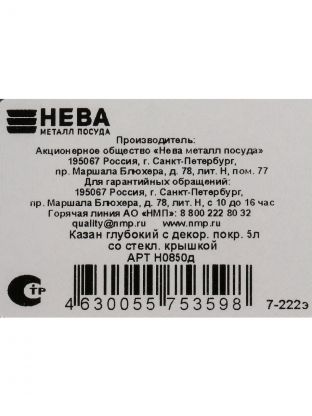 НЕВА
МЕТАЛЛ ПОСУДА
Производитель:
Акционерное общество «Нева металл посуда»
195067 Россия, г. Санкт-Петербург,
пр. Маршала Блюхера, д. 78, лит. Н, пом. 77
Для гарантийных обращений:
195067 Россия, г. Санкт-Петербург,
пр. Маршала Блюхера, д. 78, лит. Н, с 10 до 16 час
Горячая линия АО «НМП»: 8 800 222 80 32
quality@nmp.ru www.nmp.ru
Казан глубокий с декор. покр. 5л
со стекл. крышкой
АРТ Н0850д
СТР
4 630055 753598
7-222э